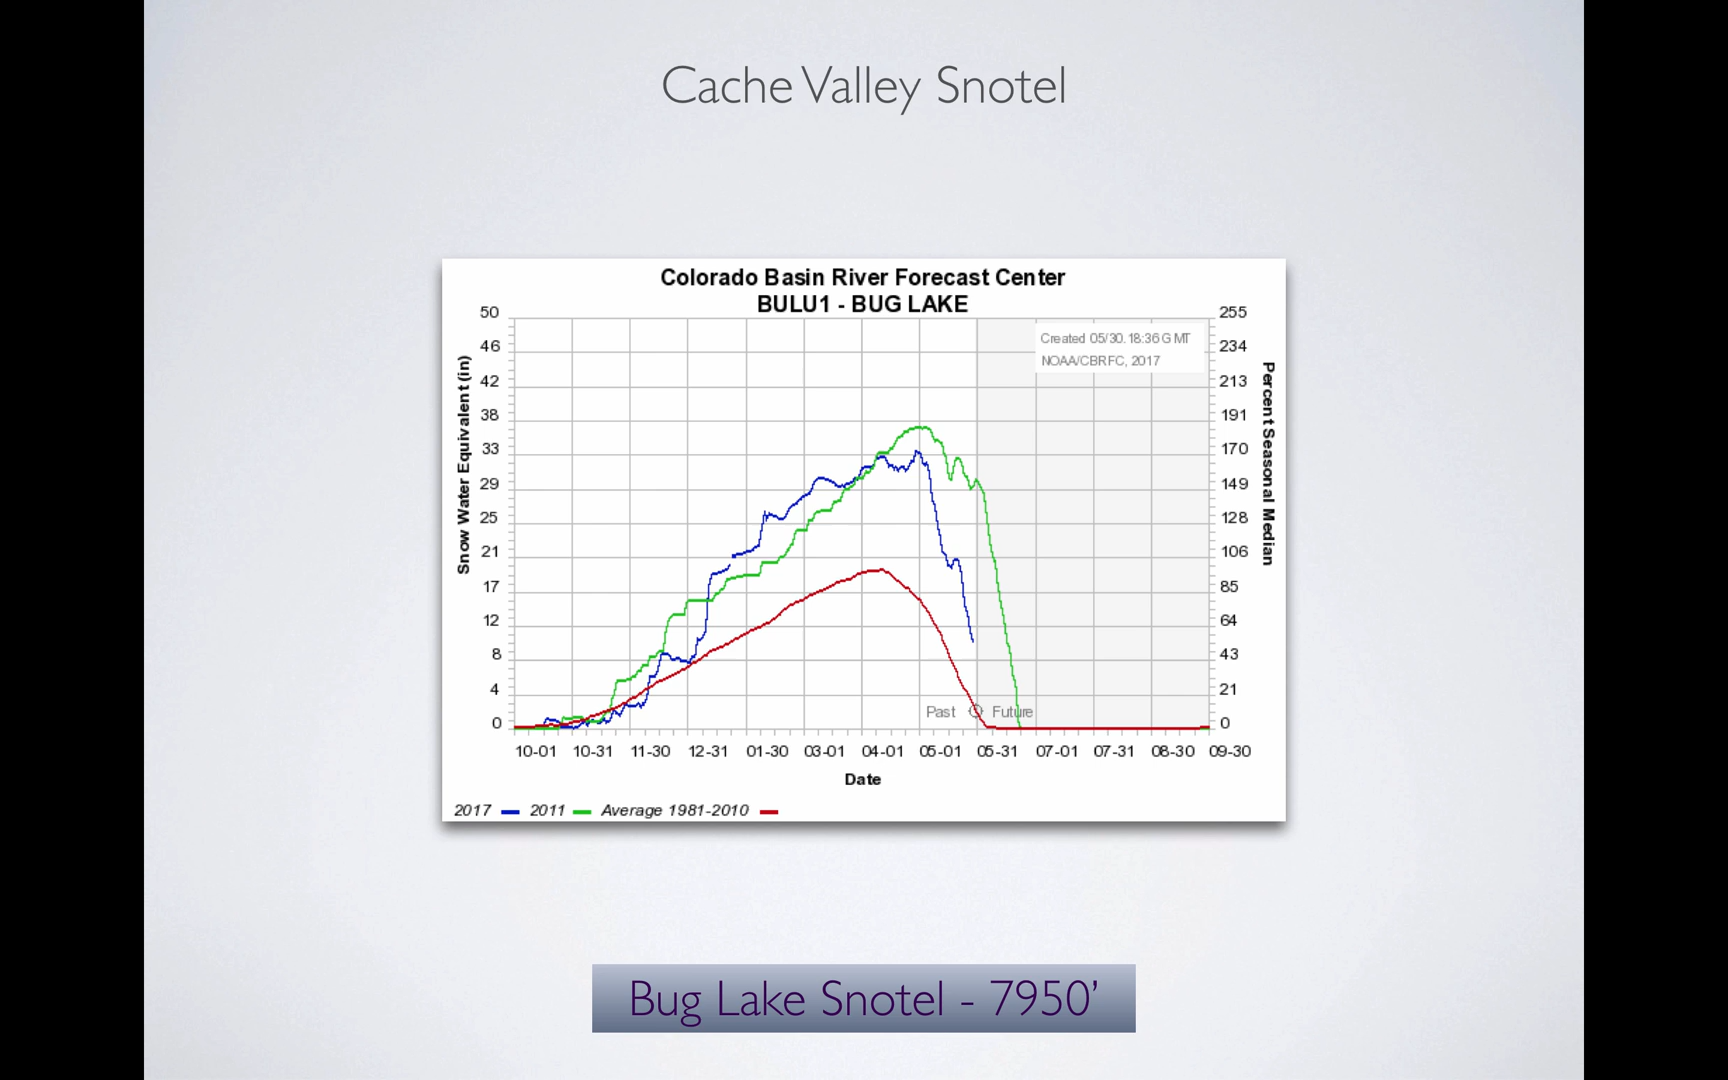 Cache Valley Snotel
Colorado Basin River Forecast Center
BULU1 - BUG LAKE
Created 05/30.18:36 GMT
NOAA/CBRFC, 2017
Snow Water Equivalent (in)
50
46
42
38
33
29
25
21
17
12
8
4
0
255
234
213
191
170
149
128
106
85
64
43
21
0
Percent Seasonal Median
Past Future
10-01 10-31 11-30 12-31 01-30 03-01 04-01 05-01 05-31 07-01 07-31 08-30 09-30
Date
2017 2011 Average 1981-2010
Bug Lake Snotel - 7950’